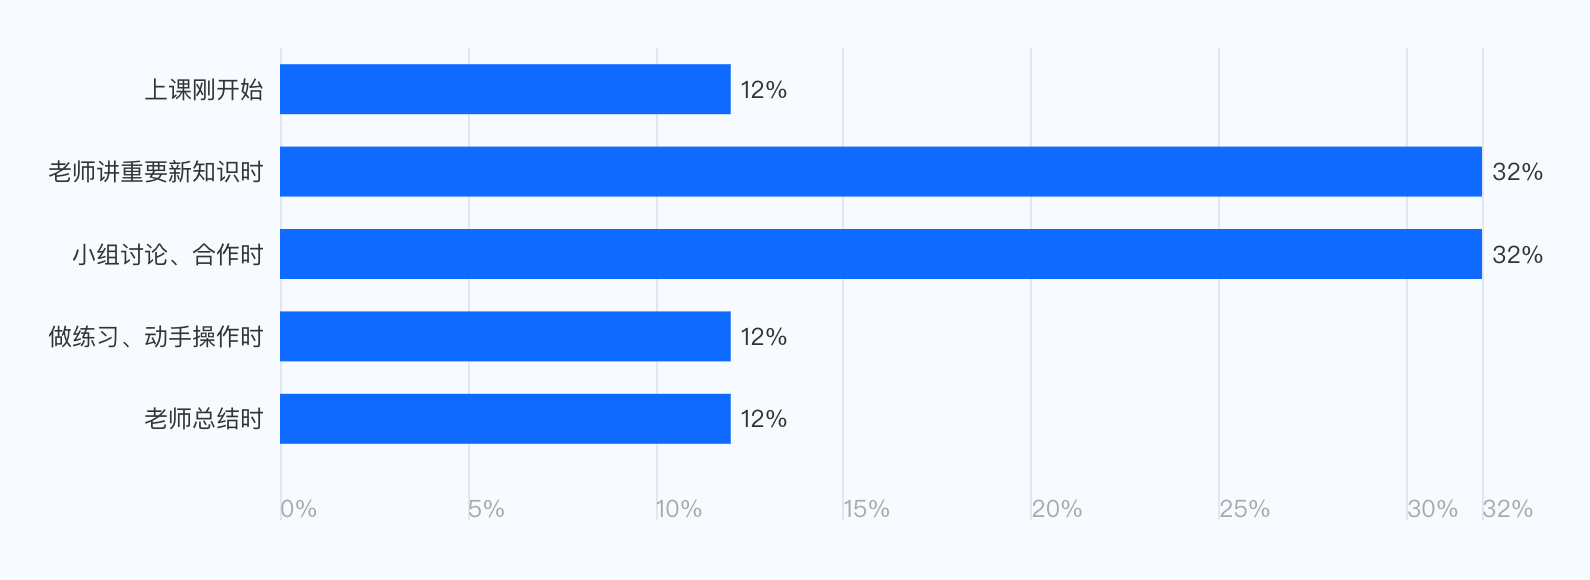 上课刚开始 12%
老师讲重要新知识时 32%
小组讨论、合作时 32%
做练习、动手操作时 12%
老师总结时 12%
0% 5% 10% 15% 20% 25% 30% 32%